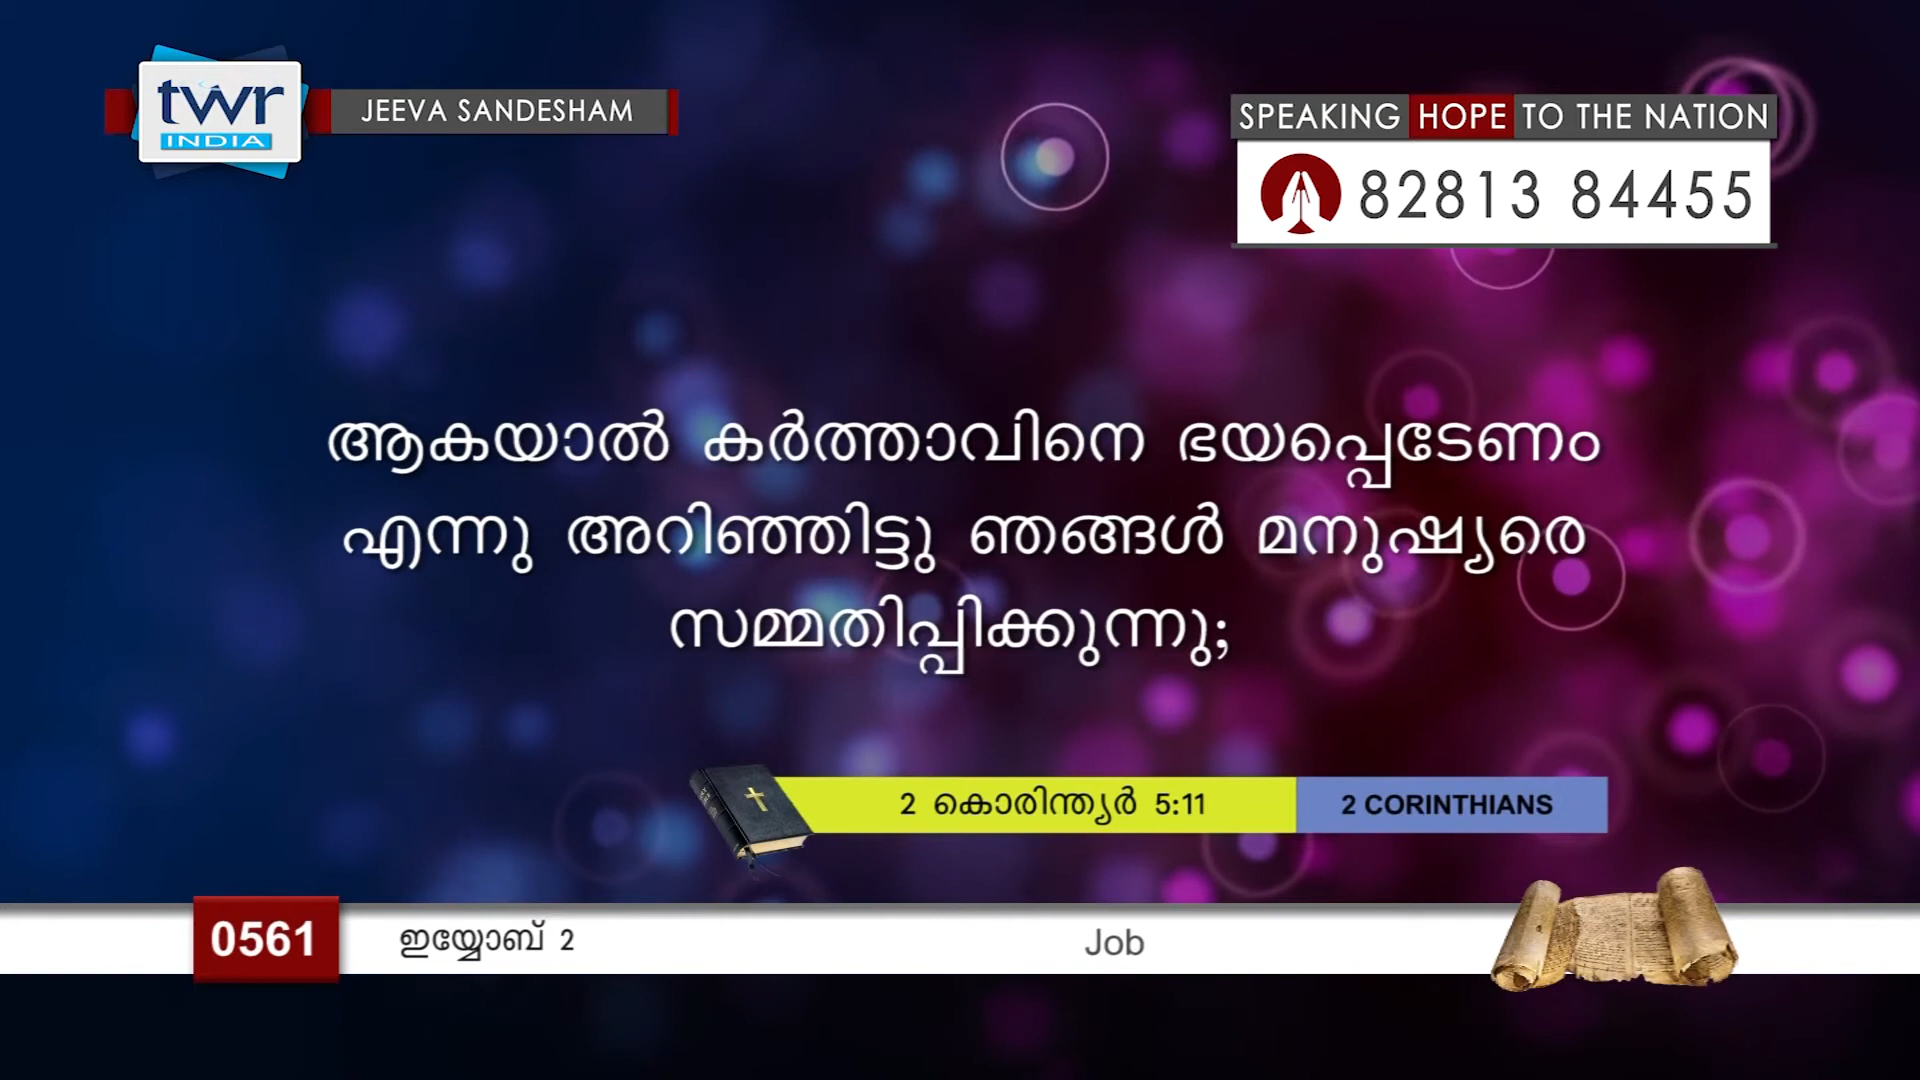 twr
INDIA
JEEVA SANDESHAM
SPEAKING HOPE TO THE NATION
82813 84455
ആകയാൽ കർത്താവിനെ ഭയപ്പെടേണം
എന്നു അറിഞ്ഞിട്ടു ഞങ്ങൾ മനുഷ്യരെ
സമ്മതിപ്പിക്കുന്നു;
2 കൊരിന്ത്യർ 5:11 2 CORINTHIANS
0561 ഇയ്യോബ് 2 Job